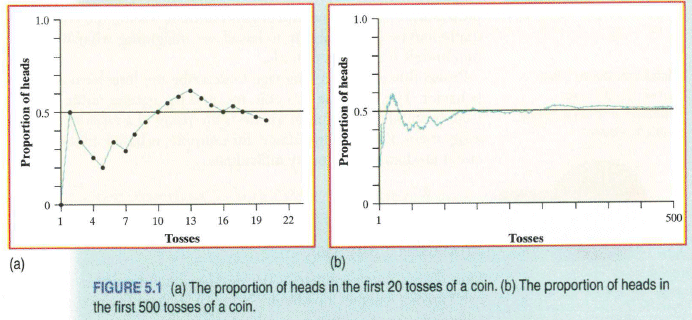 1.0
Proportion of heads
0.5
0
1 4 7 10 13 16 19 22
Tosses
(a)
1.0
Proportion of heads
0.5
0
1 500
Tosses
(b)
FIGURE 5.1 (a) The proportion of heads in the first 20 tosses of a coin. (b) The proportion of heads in
the first 500 tosses of a coin.